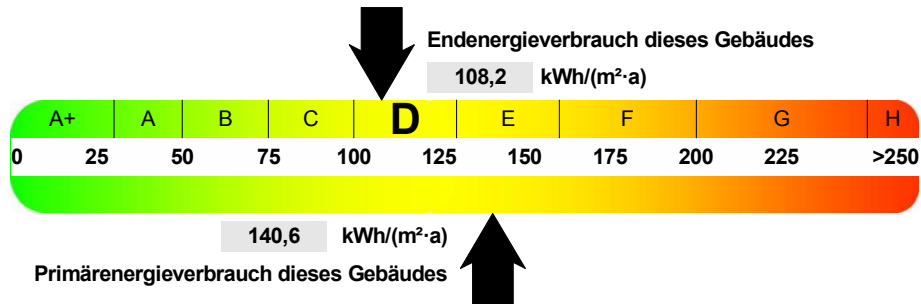 Endenergieverbrauch dieses Gebäudes
108,2 kWh/(m²·a)
A+ A B C D E F G H
0 25 50 75 100 125 150 175 200 225 >250
140,6 kWh/(m²·a)
Primärenergieverbrauch dieses Gebäudes